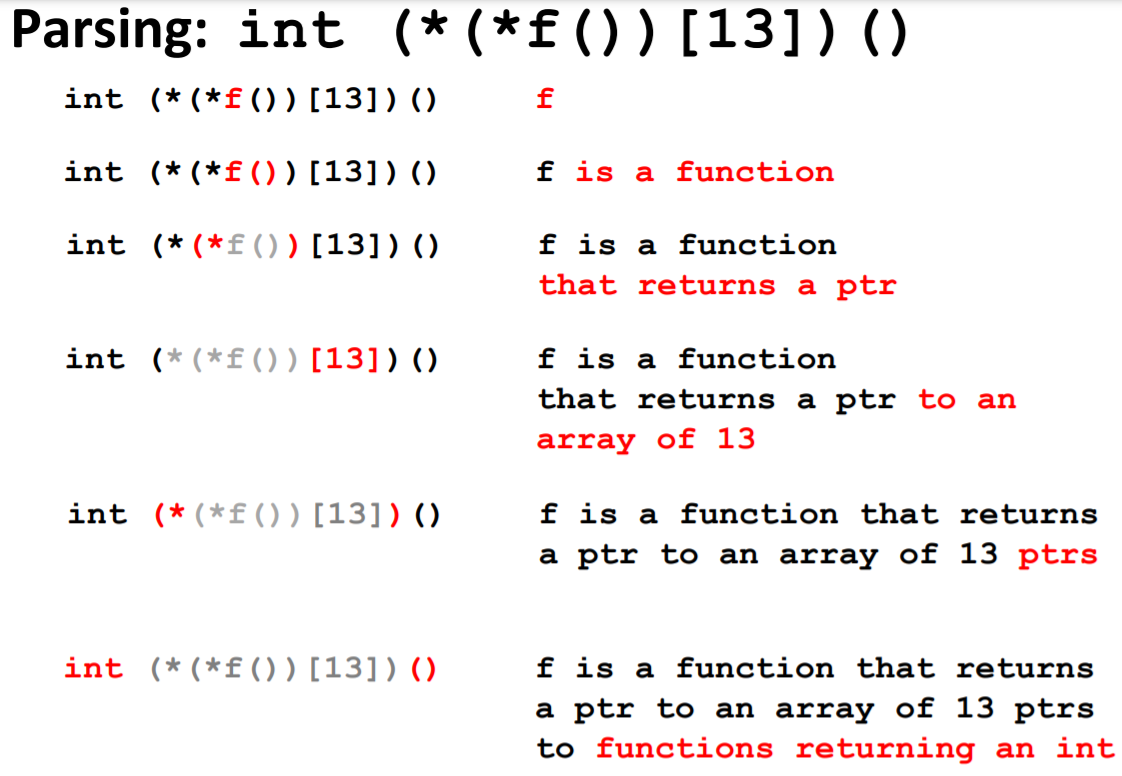 Parsing: int (*(*f())[13])()
int (*(*f())[13])() f
int (*(*f())[13])() f is a function
int (*(*f())[13])() f is a function
that returns a ptr
int (*(*f())[13])() f is a function
that returns a ptr to an
array of 13
int (*(*f())[13])() f is a function that returns
a ptr to an array of 13 ptrs
int (*(*f())[13])() f is a function that returns
a ptr to an array of 13 ptrs
to functions returning an int